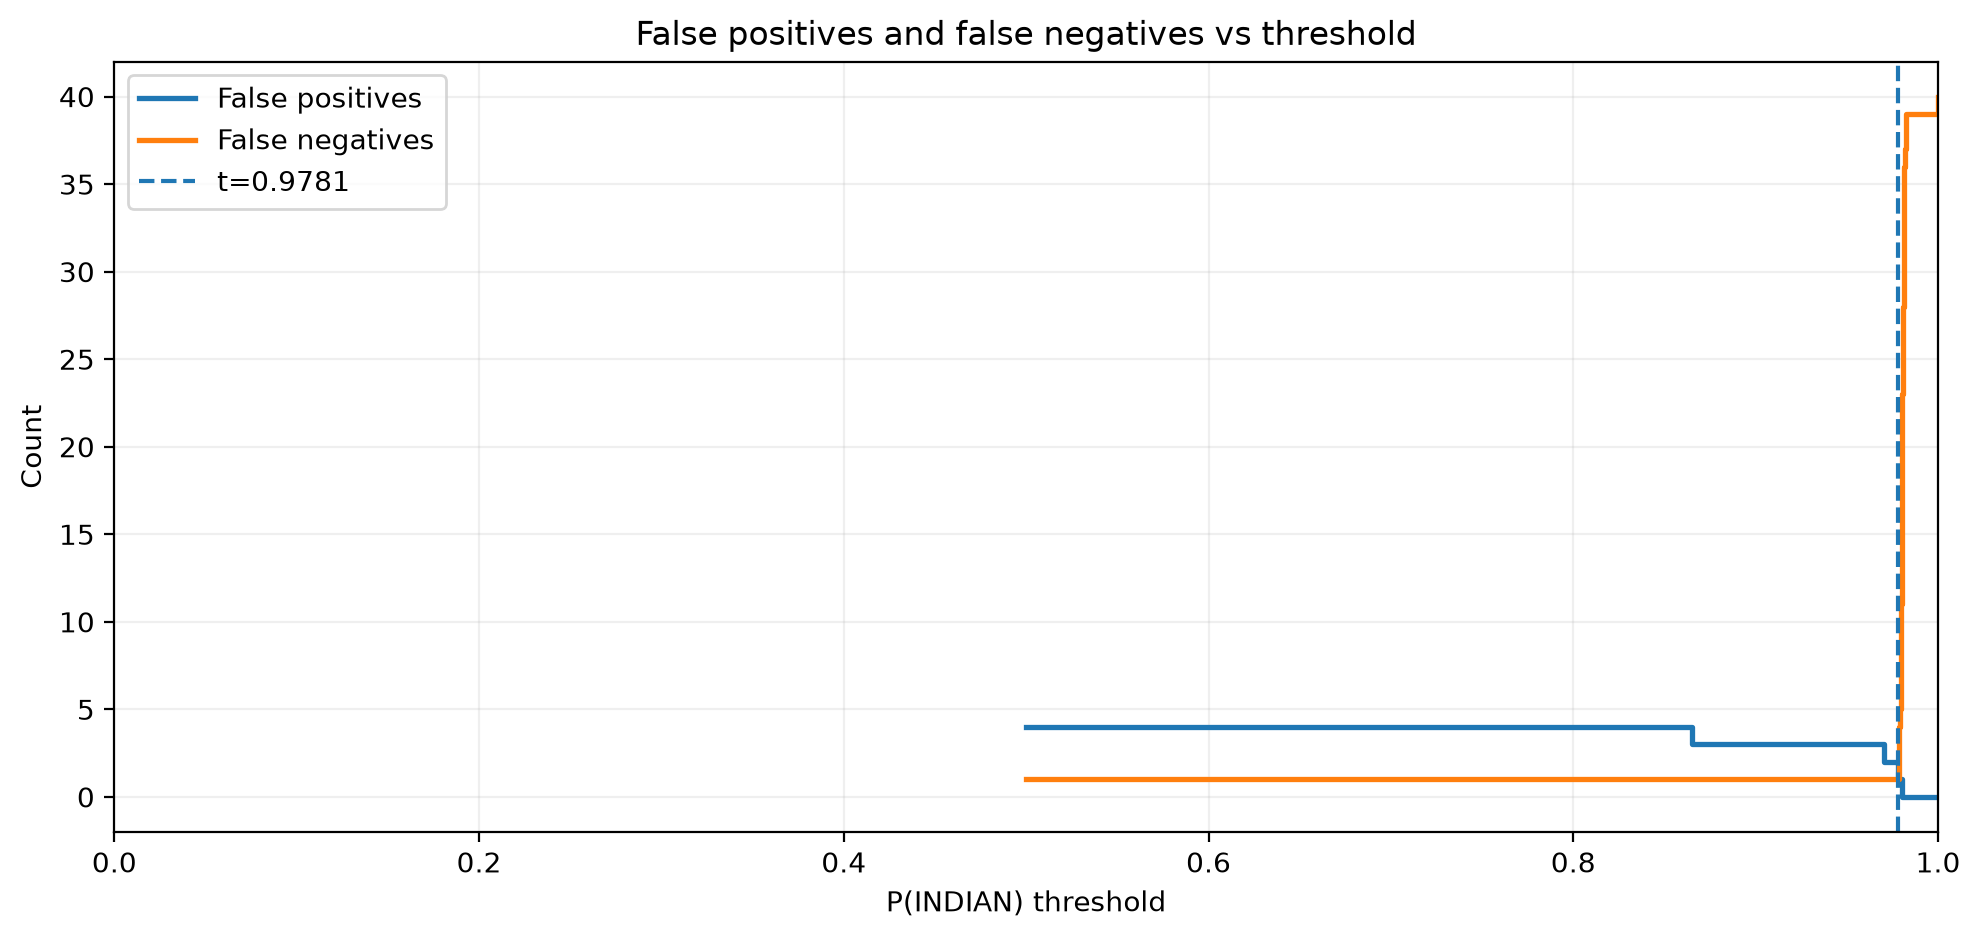 False positives and false negatives vs threshold
False positives
False negatives
t=0.9781
40
35
30
25
20
15
10
5
0
Count
0.0 0.2 0.4 0.6 0.8 1.0
P(INDIAN) threshold